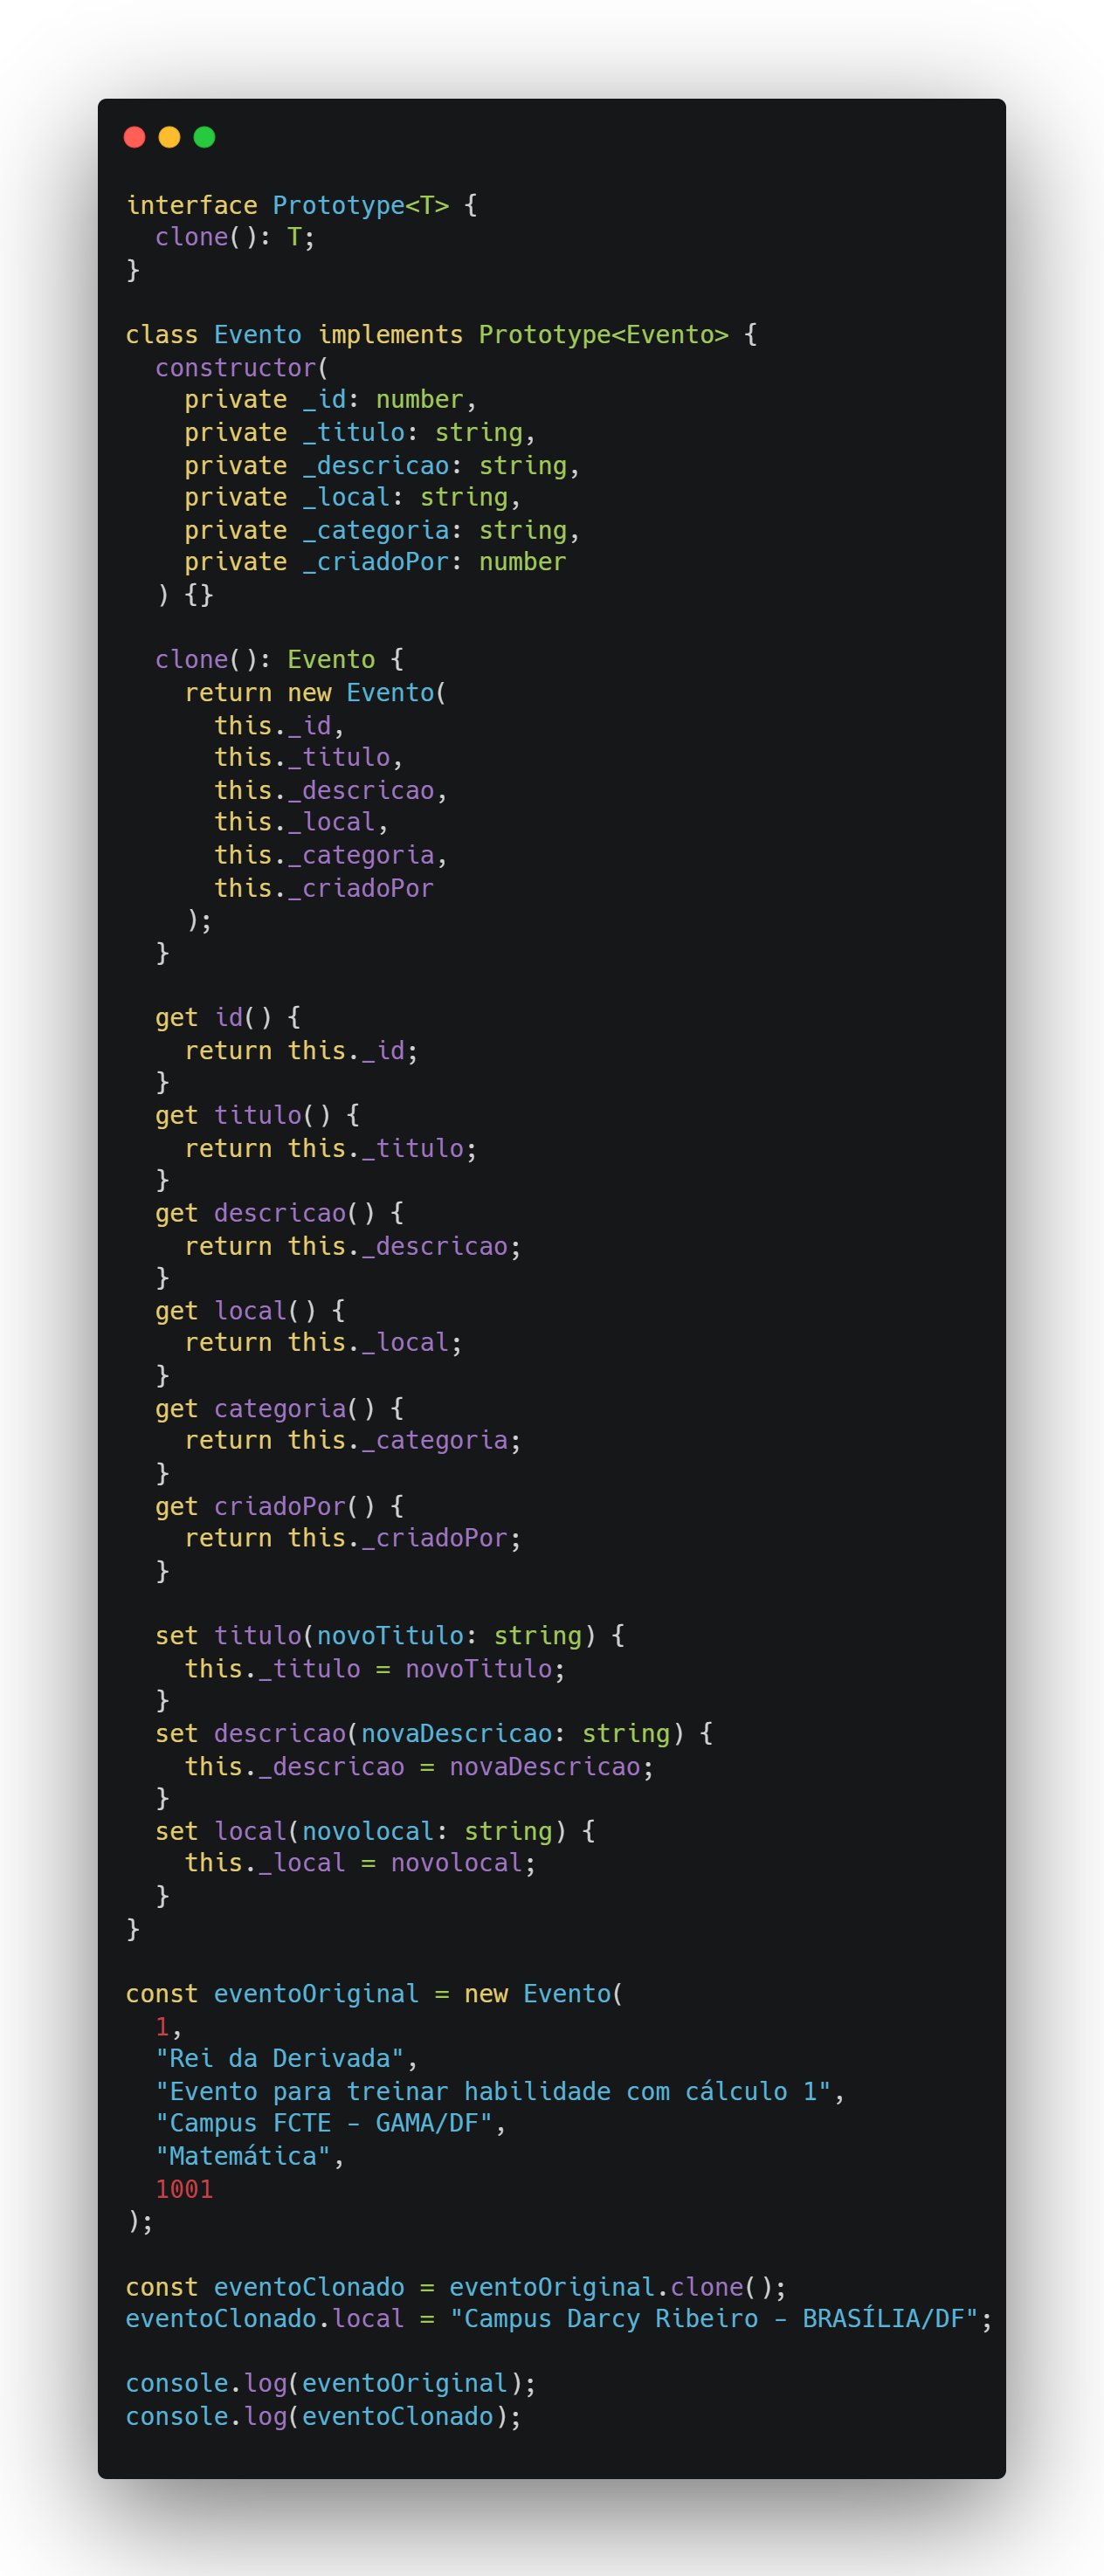 interface Prototype<T> {
  clone(): T;
}

class Evento implements Prototype<Evento> {
  constructor(
    private _id: number,
    private _titulo: string,
    private _descricao: string,
    private _local: string,
    private _categoria: string,
    private _criadoPor: number
  ) {}

  clone(): Evento {
    return new Evento(
      this._id,
      this._titulo,
      this._descricao,
      this._local,
      this._categoria,
      this._criadoPor
    );
  }

  get id() {
    return this._id;
  }
  get titulo() {
    return this._titulo;
  }
  get descricao() {
    return this._descricao;
  }
  get local() {
    return this._local;
  }
  get categoria() {
    return this._categoria;
  }
  get criadoPor() {
    return this._criadoPor;
  }

  set titulo(novoTitulo: string) {
    this._titulo = novoTitulo;
  }
  set descricao(novaDescricao: string) {
    this._descricao = novaDescricao;
  }
  set local(novolocal: string) {
    this._local = novolocal;
  }
}

const eventoOriginal = new Evento(
  1,
  "Rei da Derivada",
  "Evento para treinar habilidade com cálculo 1",
  "Campus FCTE - GAMA/DF",
  "Matemática",
  1001
);

const eventoClonado = eventoOriginal.clone();
eventoClonado.local = "Campus Darcy Ribeiro - BRASÍLIA/DF";

console.log(eventoOriginal);
console.log(eventoClonado);